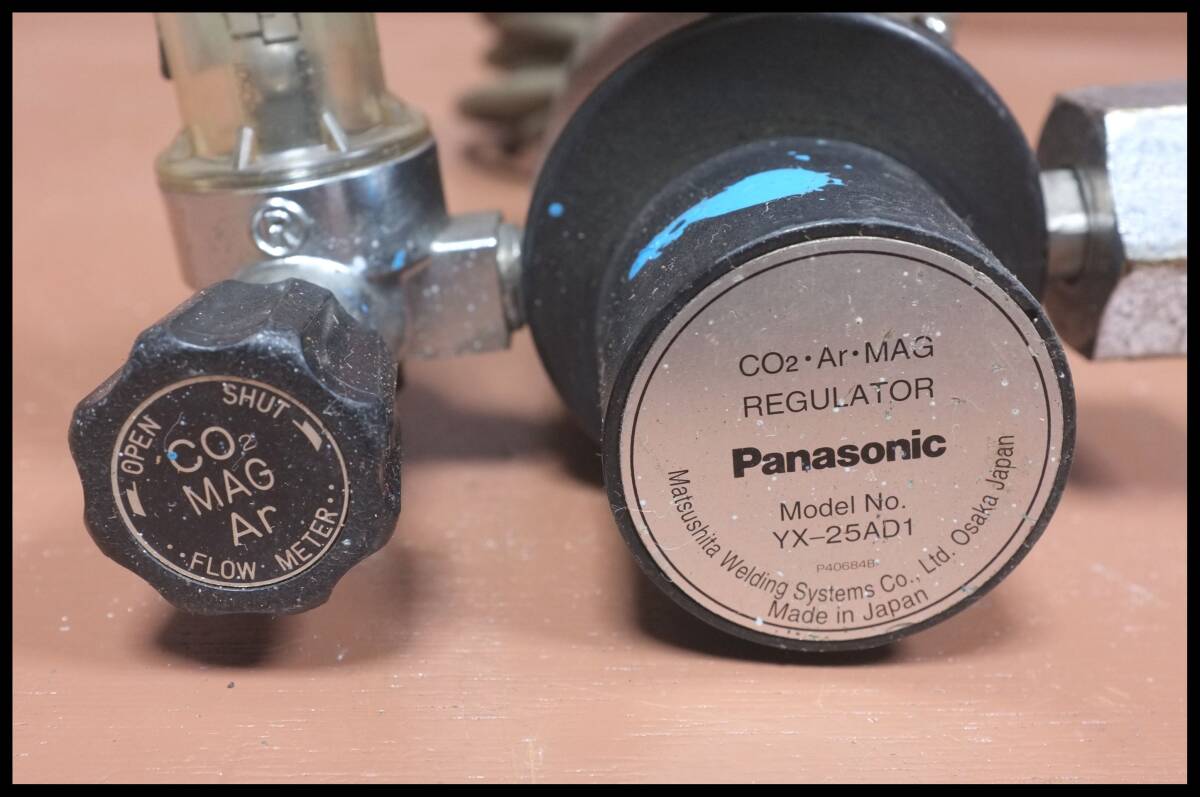 OPEN SHUT
CO2
MAG
Ar
··FLOW METER··
R
CO2·Ar·MAG
REGULATOR
Panasonic
Model No.
YX–25AD1
P40684B
Matsushita Welding Systems Co., Ltd. Osaka Japan
Made in Japan